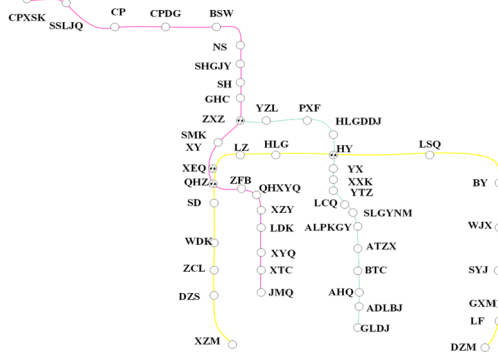 CPXSK
SSLJQ
CP
CPDG
BSW
NS
SHGJY
SH
GHC
ZXZ
YZL
PXF
HLGDDJ
SMK
XY
LZ
HLG
HY
LSQ
XEQ
QHZ
ZFB
QHXYQ
YX
XXK
YTZ
BY
SD
XZY
LCQ
SLGYNM
LDK
ALPKGY
WJX
WDK
XYQ
ATZX
ZCL
XTC
BTC
SYJ
DZS
JMQ
AHQ
ADLBJ
GXM
LF
GLDJ
XZM
DZM